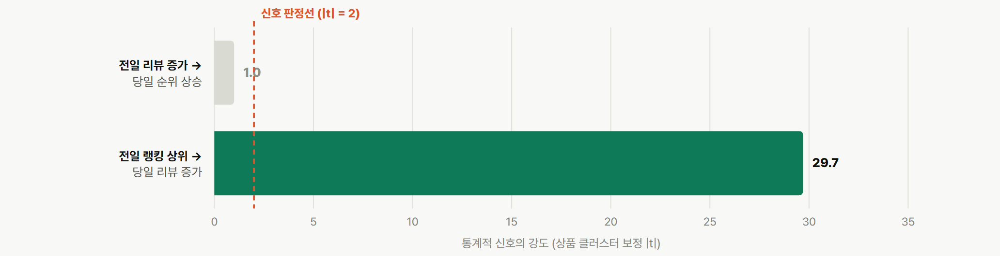 신호 판정선 (|t| = 2)
전일 리뷰 증가 →
당일 순위 상승
1.0
전일 랭킹 상위 →
당일 리뷰 증가
29.7
0 5 10 15 20 25 30 35
통계적 신호의 강도 (상품 클러스터 보정 |t|)